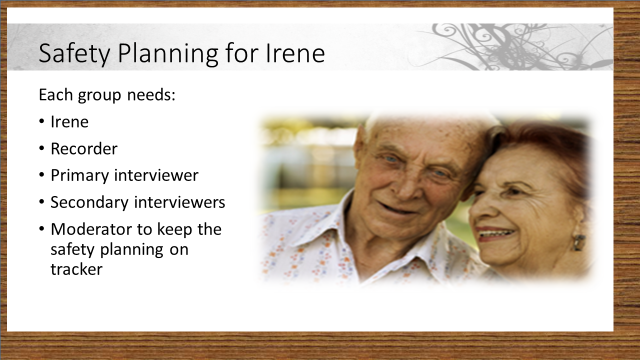 Safety Planning for Irene
Each group needs:
• Irene
• Recorder
• Primary interviewer
• Secondary interviewers
• Moderator to keep the
safety planning on
tracker